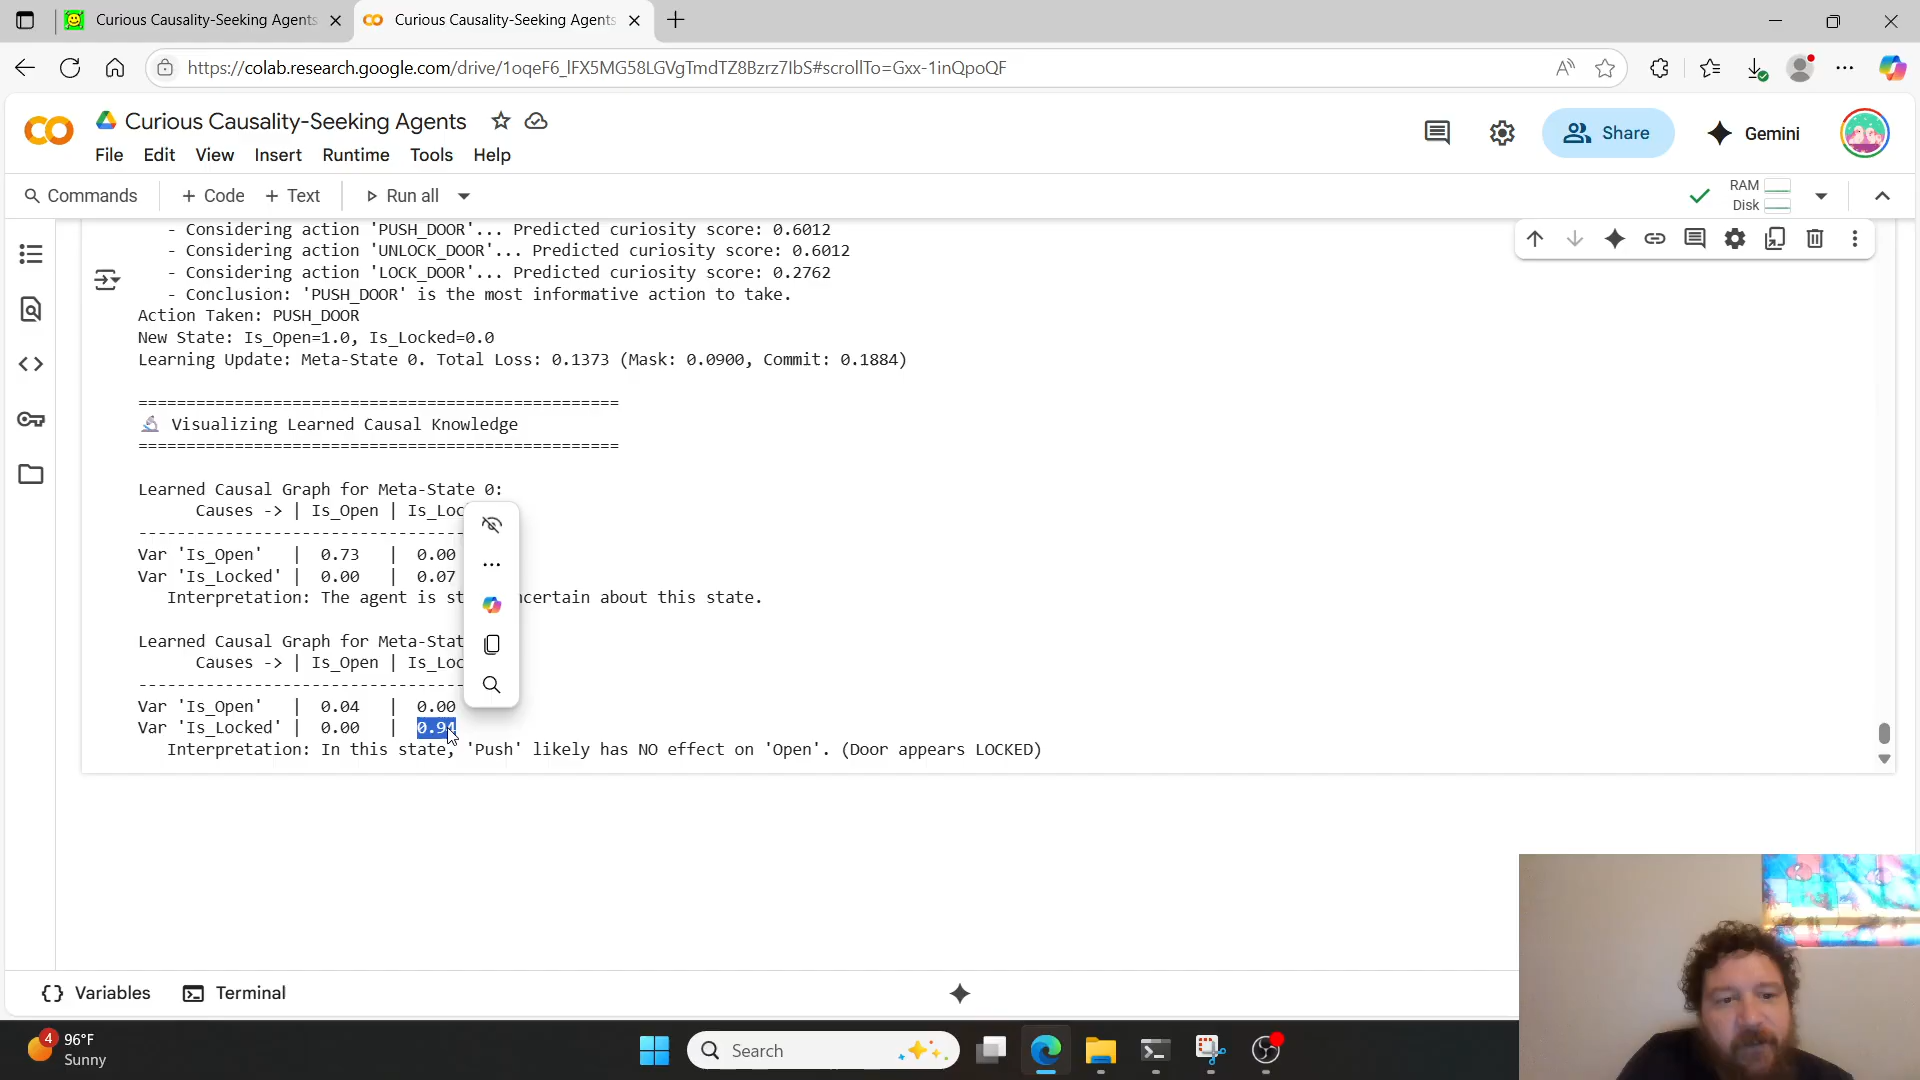 Curious Causality-Seeking Agents
Curious Causality-Seeking Agents
https://colab.research.google.com/drive/1oqeF6_lFX5MG58LGVgTmdTZ8Bzrz7IbS#scrollTo=Gxx-1inQpoQF
Curious Causality-Seeking Agents
Share
Gemini
File Edit View Insert Runtime Tools Help
Commands + Code + Text Run all
RAM
Disk
- Considering action 'PUSH_DOOR'... Predicted curiosity score: 0.6012
- Considering action 'UNLOCK_DOOR'... Predicted curiosity score: 0.6012
- Considering action 'LOCK_DOOR'... Predicted curiosity score: 0.2762
- Conclusion: 'PUSH_DOOR' is the most informative action to take.
Action Taken: PUSH_DOOR
New State: Is_Open=1.0, Is_Locked=0.0
Learning Update: Meta-State 0. Total Loss: 0.1373 (Mask: 0.0900, Commit: 0.1884)
==================================================
Visualizing Learned Causal Knowledge
==================================================
Learned Causal Graph for Meta-State 0:
Causes -> | Is_Open | Is_Loc
----------------------------------
Var 'Is_Open' | 0.73 | 0.00
Var 'Is_Locked' | 0.00 | 0.07
Interpretation: The agent is st certain about this state.
Learned Causal Graph for Meta-Stat
Causes -> | Is_Open | Is_Loc
----------------------------------
Var 'Is_Open' | 0.04 | 0.00
Var 'Is_Locked' | 0.00 | 0.94
Interpretation: In this state, 'Push' likely has NO effect on 'Open'. (Door appears LOCKED)
Variables Terminal
4
96°F
Sunny
Search